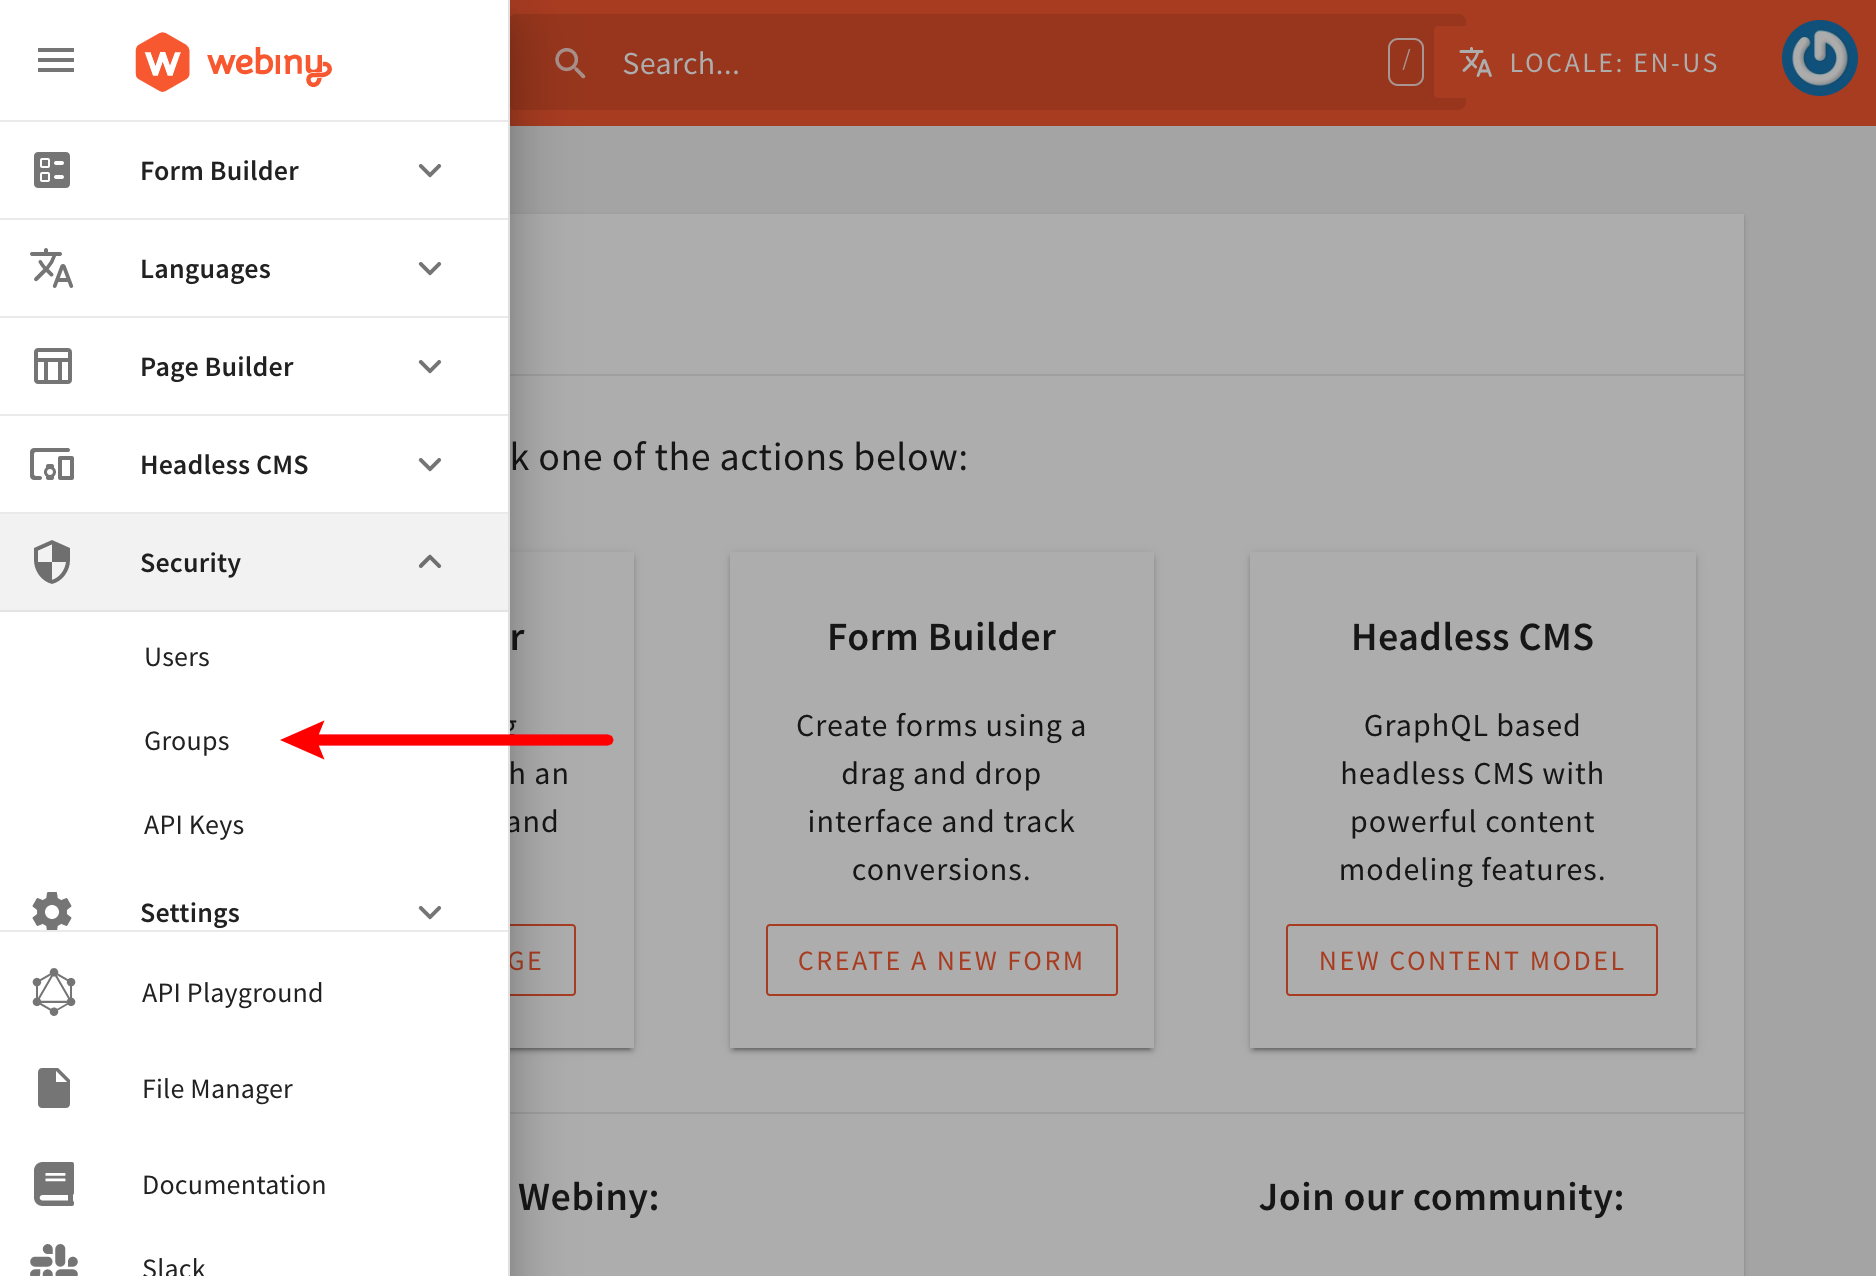 webiny
Search...
/
LOCALE: EN-US
Form Builder
Languages
Page Builder
Headless CMS
Security
Users
Groups
API Keys
Settings
API Playground
File Manager
Documentation
Slack
k one of the actions below:
r
h an
and
GE
Form Builder
Create forms using a
drag and drop
interface and track
conversions.
CREATE A NEW FORM
Headless CMS
GraphQL based
headless CMS with
powerful content
modeling features.
NEW CONTENT MODEL
Webiny:
Join our community: